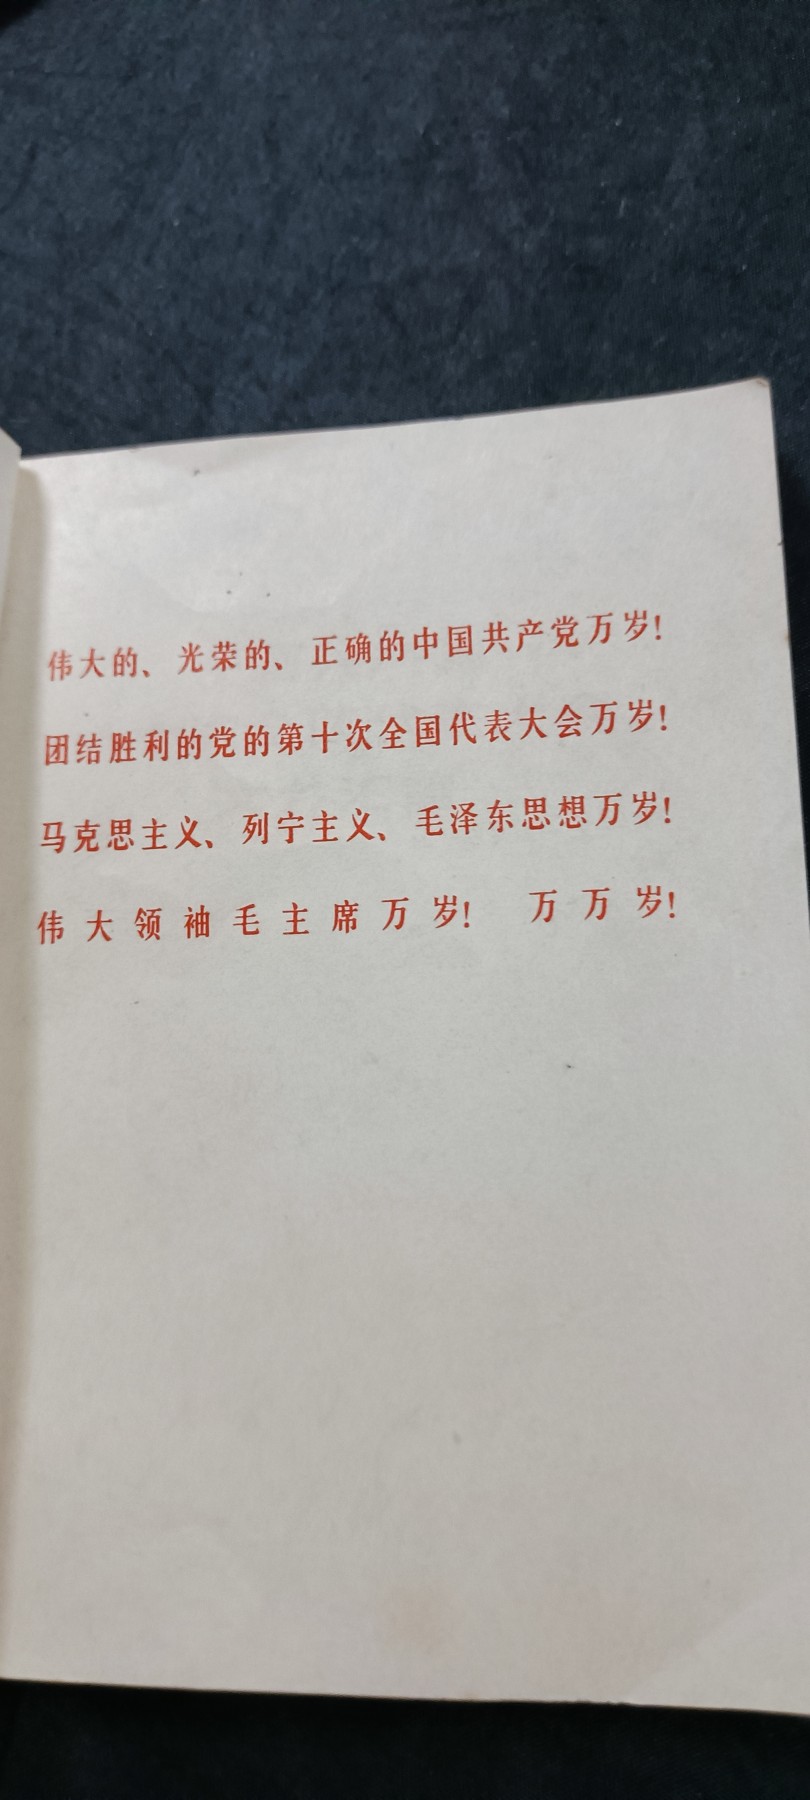 伟大的、光荣的、正确的中国共产党万岁！
团结胜利的党的第十次全国代表大会万岁！
马克思主义、列宁主义、毛泽东思想万岁！
伟大领袖毛主席万岁！ 万万岁！